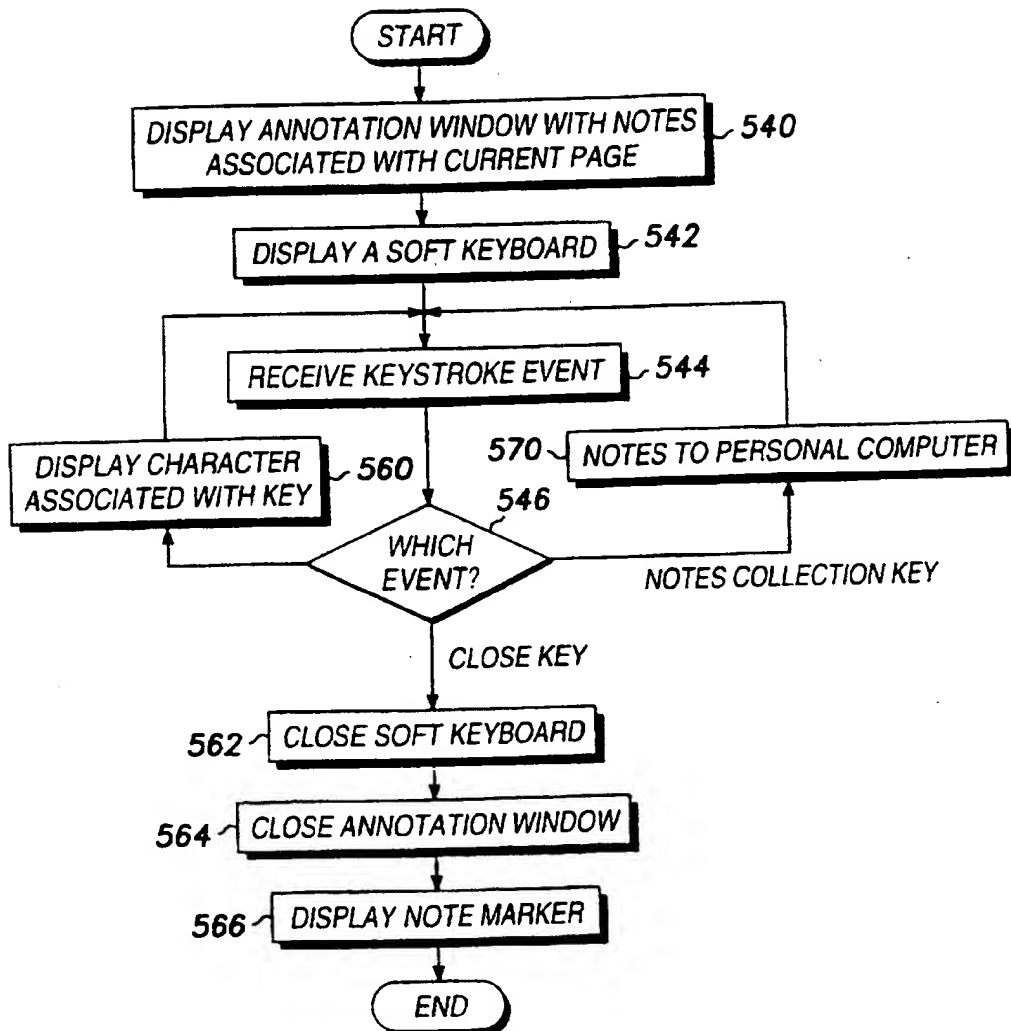 START
DISPLAY ANNOTATION WINDOW WITH NOTES
ASSOCIATED WITH CURRENT PAGE
540
DISPLAY A SOFT KEYBOARD
542
RECEIVE KEYSTROKE EVENT
544
DISPLAY CHARACTER
ASSOCIATED WITH KEY
560
570
NOTES TO PERSONAL COMPUTER
546
WHICH
EVENT?
NOTES COLLECTION KEY
CLOSE KEY
562
CLOSE SOFT KEYBOARD
564
CLOSE ANNOTATION WINDOW
566
DISPLAY NOTE MARKER
END